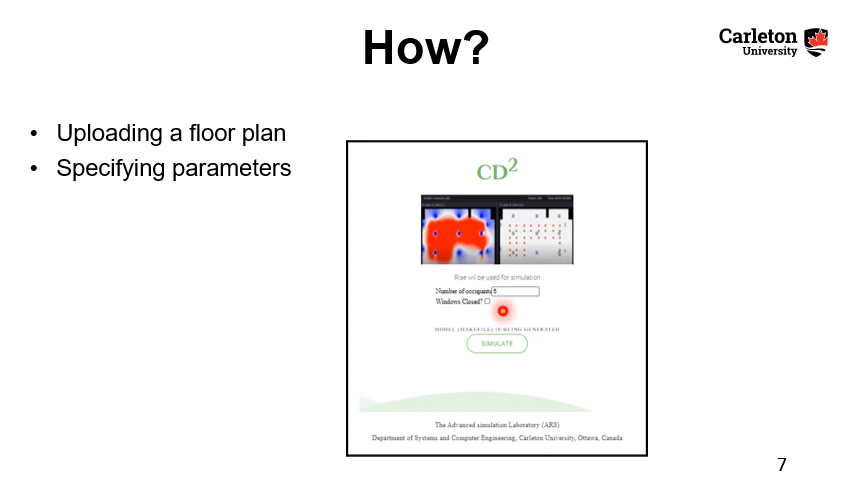 How?
Carleton
University
• Uploading a floor plan
• Specifying parameters
CD²
Rise will be used for simulation
Number of occupants 5
Windows Closed?
MODEL (MAKEFILE) IS BEING GENERATED
SIMULATE
The Advanced simulation Laboratory (ARS)
Department of Systems and Computer Engineering, Carleton University, Ottawa, Canada
7